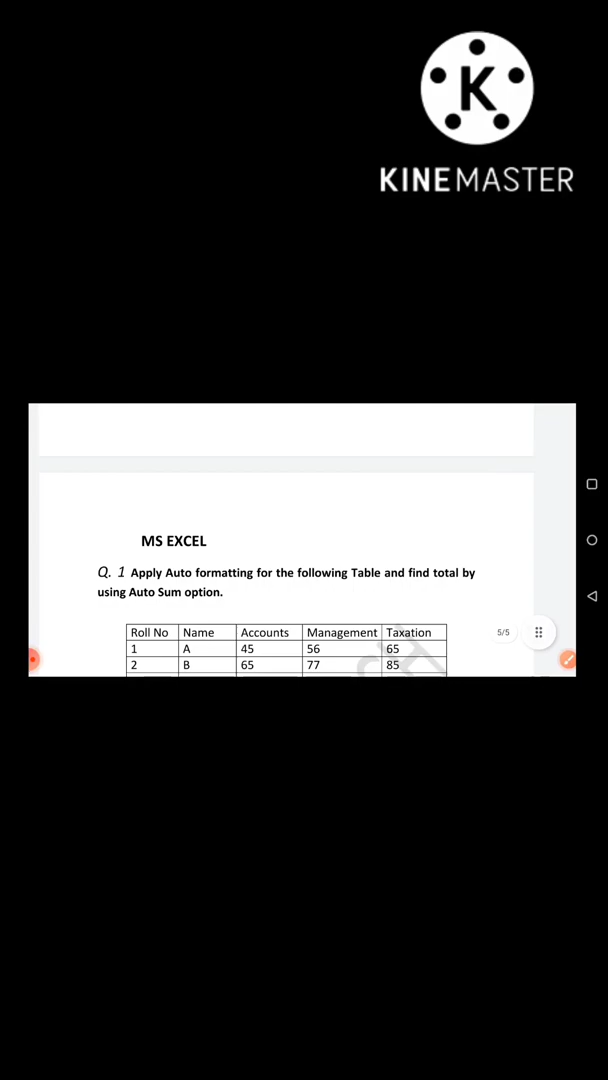 K
KINEMASTER
MS EXCEL
Q. 1 Apply Auto formatting for the following Table and find total by
using Auto Sum option.
Roll No Name Accounts Management Taxation
1 A 45 56 65
2 B 65 77 85
5/5